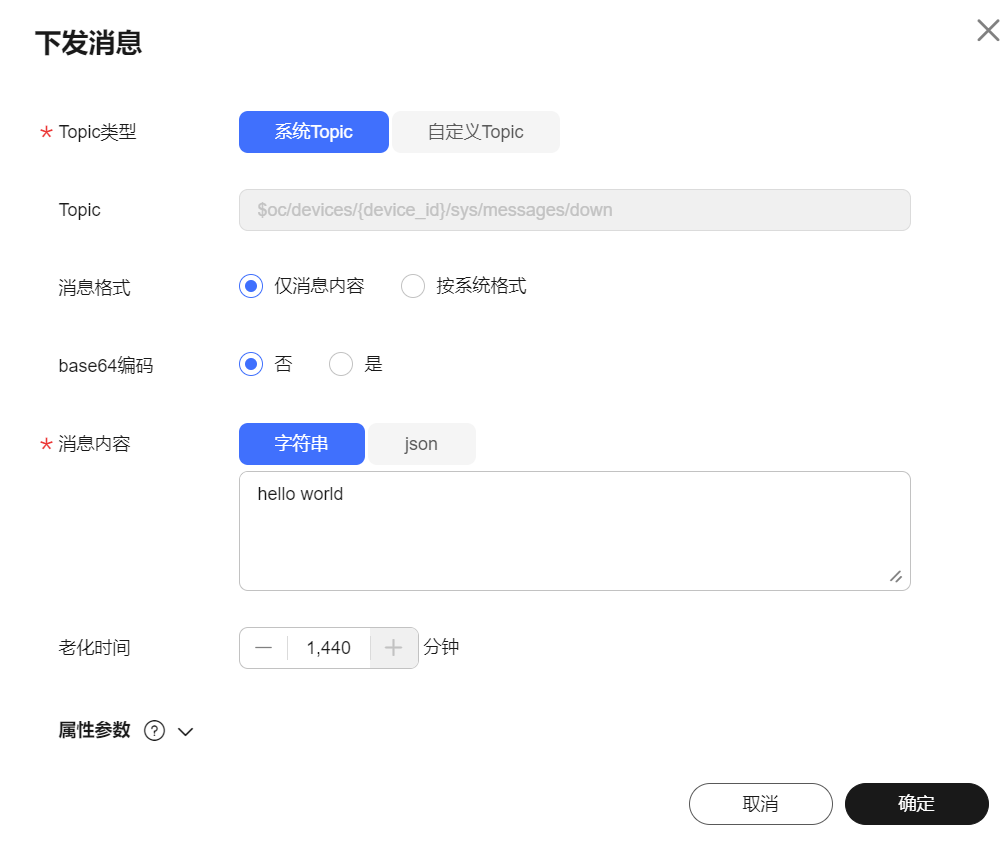 下发消息
* Topic类型 系统Topic 自定义Topic
Topic $oc/devices/{device_id}/sys/messages/down
消息格式 仅消息内容 按系统格式
base64编码 否 是
* 消息内容 字符串 json
hello world
老化时间 1,440 分钟
属性参数 ?
取消 确定